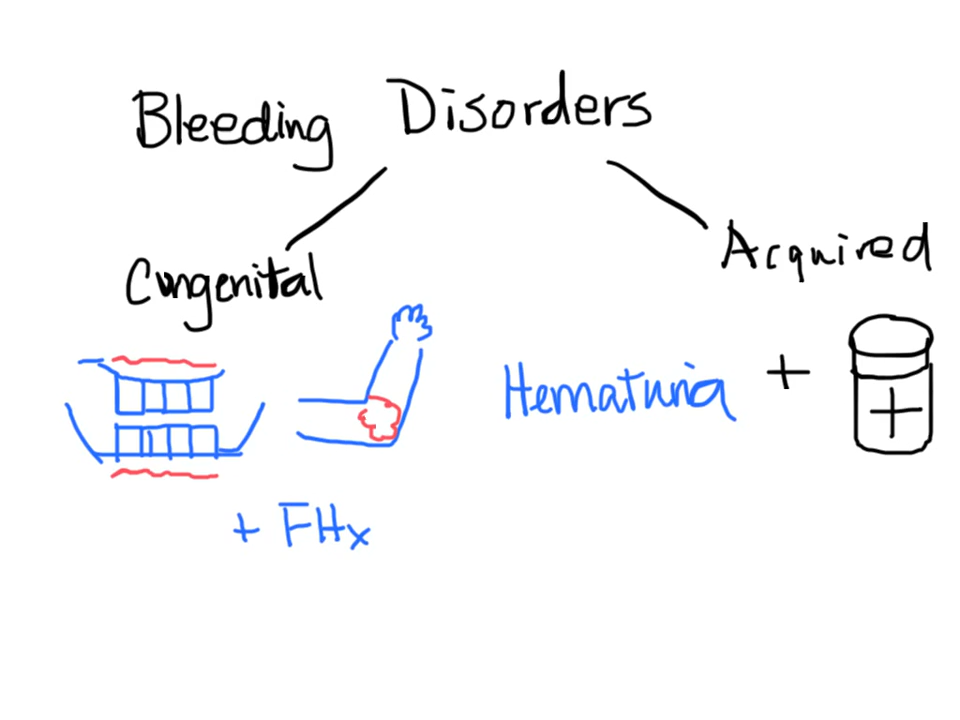 Bleeding Disorders
Congenital
Acquired
Hematuria +
+ FHx